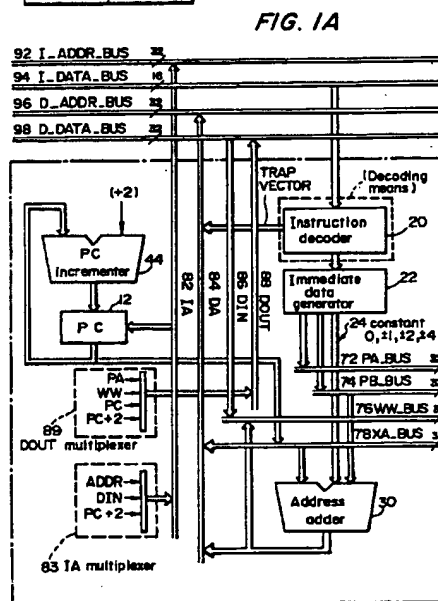 FIG. 1A
92 I_ADDR_BUS 32
94 I_DATA_BUS 16
96 D_ADDR_BUS 32
98 D_DATA_BUS 32
TRAP
VECTOR
(Decoding
means)
(+2)
PC
incrementer
44
12
PC
82 IA
84 DA
86 DIN
88 DOUT
Instruction
decoder
20
Immediate
data
generator
22
24 constant
0, ±1, ±2, ±4
72 PA_BUS
74 PB_BUS
76 WW_BUS
78 XA_BUS
PA
WW
PC
PC+2
89
DOUT multiplexer
ADDR
DIN
PC+2
83 IA multiplexer
Address
adder
30